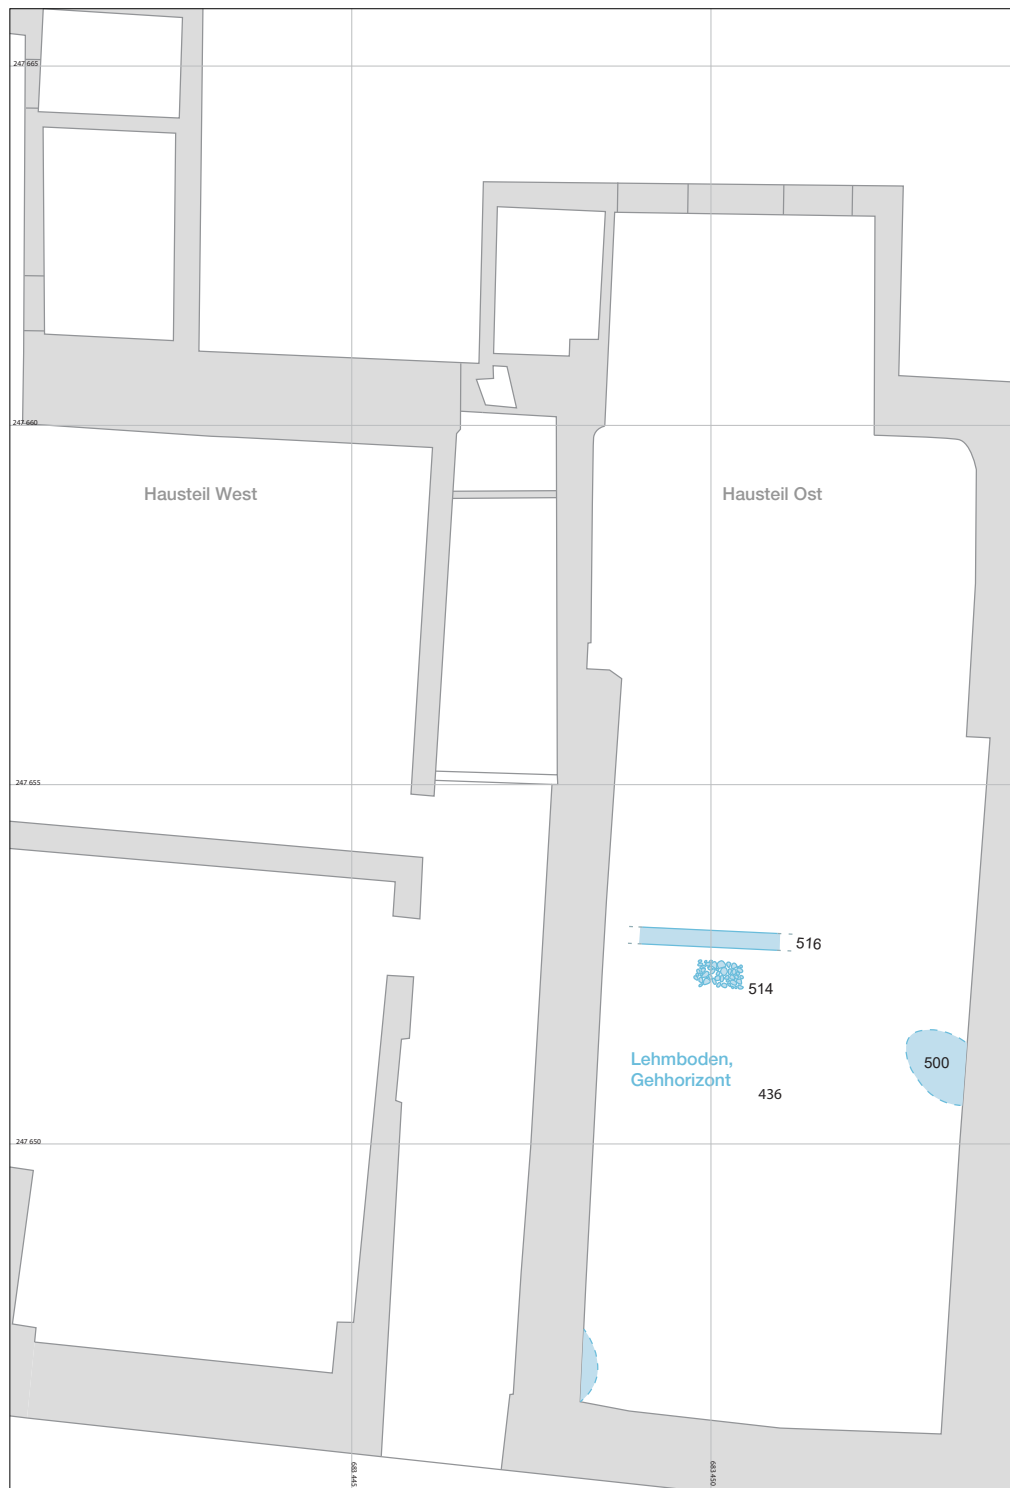 247 665
247 660
Hausteil West
Hausteil Ost
247 655
516
514
Lehmboden,
Gehhorizont
436
500
247 650
683 445
683 450